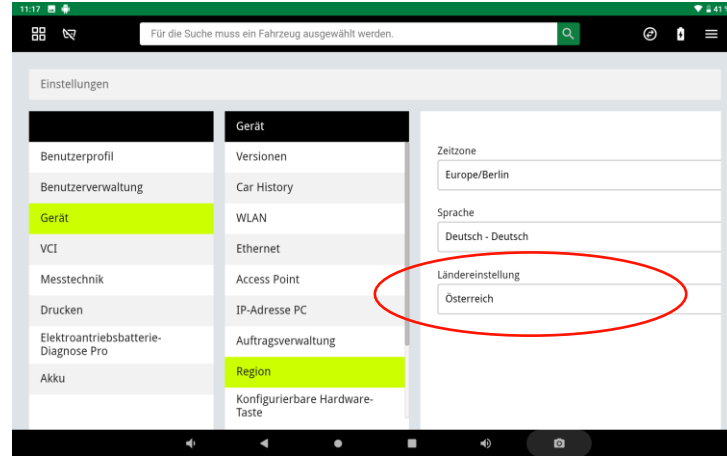 11:17
41 %
Für die Suche muss ein Fahrzeug ausgewählt werden.
Einstellungen
Benutzerprofil
Benutzerverwaltung
Gerät
VCI
Messtechnik
Drucken
Elektroantriebsbatterie-
Diagnose Pro
Akku
Gerät
Versionen
Car History
WLAN
Ethernet
Access Point
IP-Adresse PC
Auftragsverwaltung
Region
Konfigurierbare Hardware-
Taste
Zeitzone
Europe/Berlin
Sprache
Deutsch - Deutsch
Ländereinstellung
Österreich